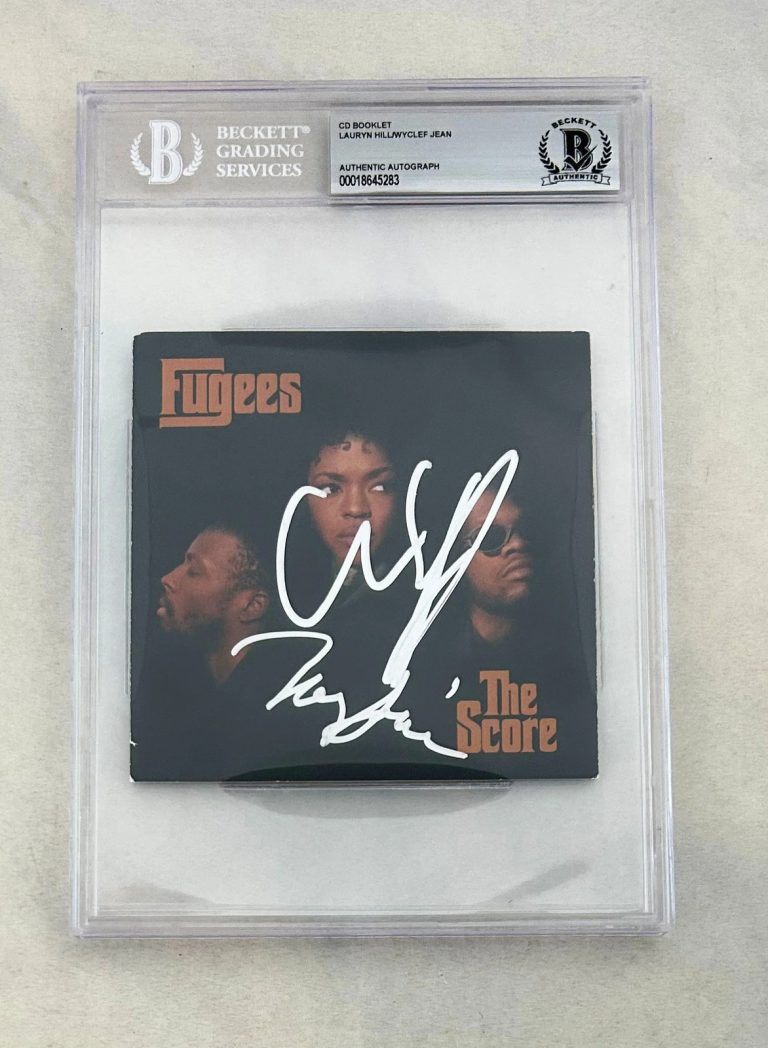 BECKETT®
GRADING
SERVICES
B
CD BOOKLET
LAURYN HILL/WYCLEF JEAN
AUTHENTIC AUTOGRAPH
00018645283
BECKETT
B
AUTHENTIC
Fugees
The
Score